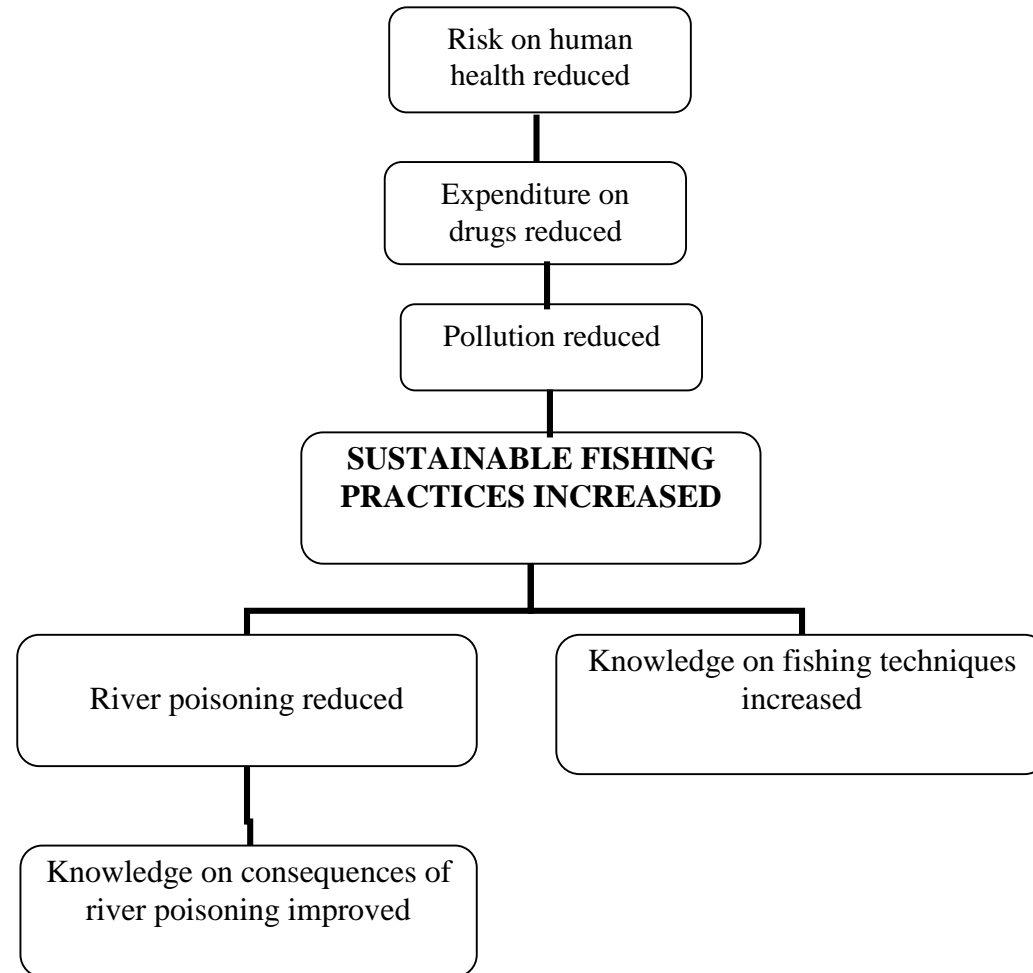 Risk on human
health reduced
Expenditure on
drugs reduced
Pollution reduced
SUSTAINABLE FISHING
PRACTICES INCREASED
River poisoning reduced
Knowledge on fishing techniques
increased
Knowledge on consequences of
river poisoning improved